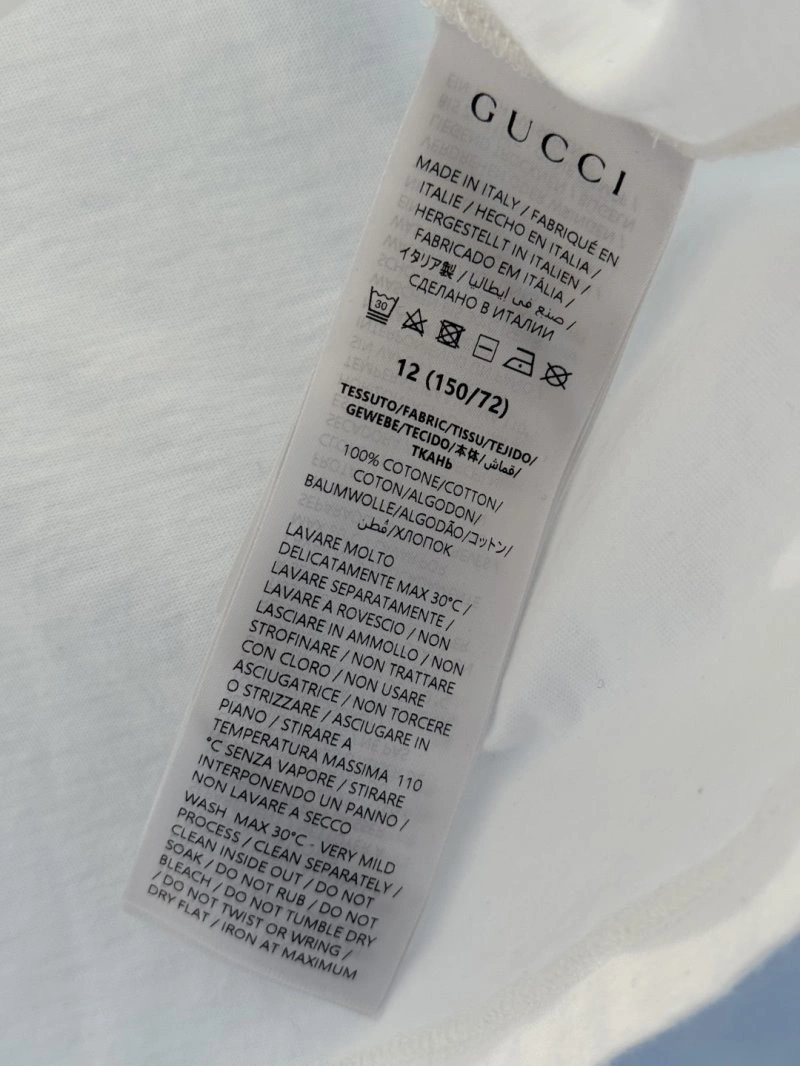 GUCCI
MADE IN ITALY / FABRIQUÉ EN
ITALIE / HECHO EN ITALIA /
HERGESTELLT IN ITALIEN /
FABRICADO EM ITÁLIA /
イタリア製 / صنع في إيطاليا /
СДЕЛАНО В ИТАЛИИ
30
12 (150/72)
TESSUTO/FABRIC/TISSU/TEJIDO/
GEWEBE/TECIDO/本体/قماش/
ТКАНЬ
100% COTONE/COTTON/
COTON/ALGODON/
BAUMWOLLE/ALGODÃO/コットン/
قُطن/ХЛОПОК
LAVARE MOLTO
DELICATAMENTE MAX 30°C /
LAVARE SEPARATAMENTE /
LAVARE A ROVESCIO / NON
LASCIARE IN AMMOLLO / NON
STROFINARE / NON TRATTARE
CON CLORO / NON USARE
ASCIUGATRICE / NON TORCERE
O STRIZZARE / ASCIUGARE IN
PIANO / STIRARE A
TEMPERATURA MASSIMA 110
°C SENZA VAPORE / STIRARE
INTERPONENDO UN PANNO /
NON LAVARE A SECCO
WASH MAX 30°C - VERY MILD
PROCESS / CLEAN SEPARATELY /
CLEAN INSIDE OUT / DO NOT
SOAK / DO NOT RUB / DO NOT
BLEACH / DO NOT TUMBLE DRY
/ DO NOT TWIST OR WRING /
DRY FLAT / IRON AT MAXIMUM